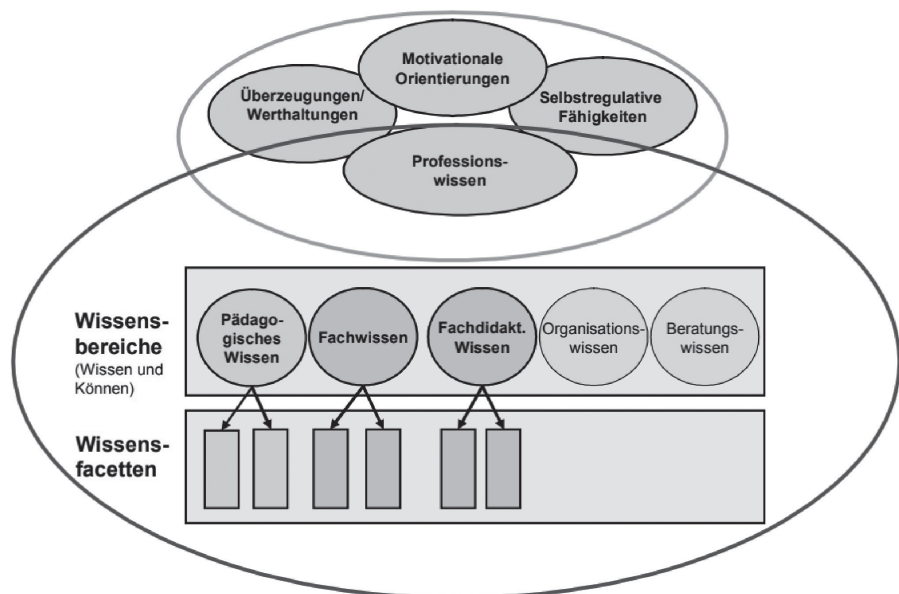 Motivationale
Orientierungen
Überzeugungen/
Werthaltungen
Selbstregulative
Fähigkeiten
Professions-
wissen
Wissens-
bereiche
(Wissen und
Können)
Pädago-
gisches
Wissen
Fachwissen
Fachdidakt.
Wissen
Organisations-
wissen
Beratungs-
wissen
Wissens-
facetten